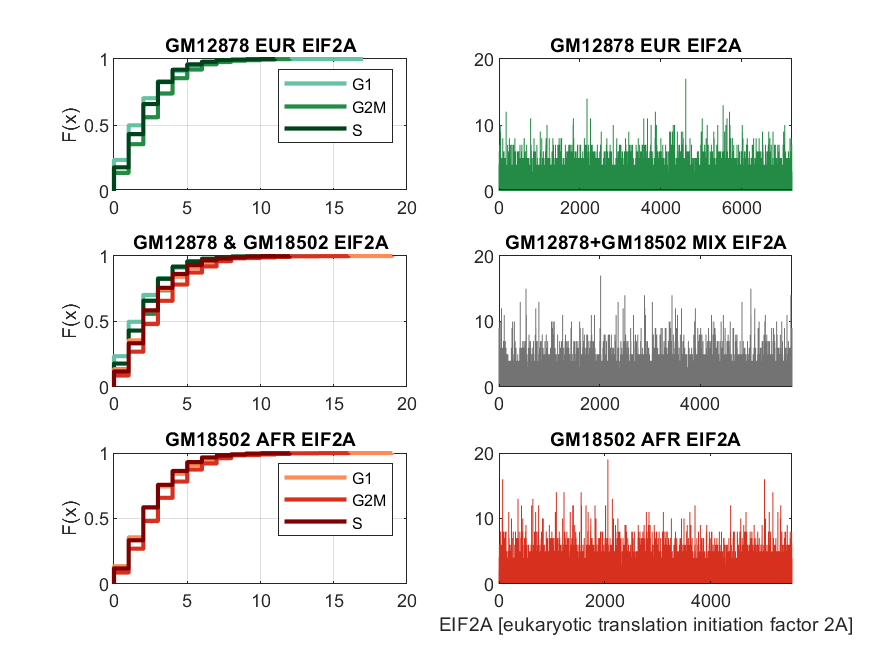 GM12878 EUR EIF2A
F(x)
1
0.5
0
0 5 10 15 20
G1
G2M
S
GM12878 EUR EIF2A
20
10
0
0 2000 4000 6000
GM12878 & GM18502 EIF2A
F(x)
1
0.5
0
0 5 10 15 20
GM12878+GM18502 MIX EIF2A
20
10
0
0 2000 4000
GM18502 AFR EIF2A
F(x)
1
0.5
0
0 5 10 15 20
G1
G2M
S
GM18502 AFR EIF2A
20
10
0
0 2000 4000
EIF2A [eukaryotic translation initiation factor 2A]